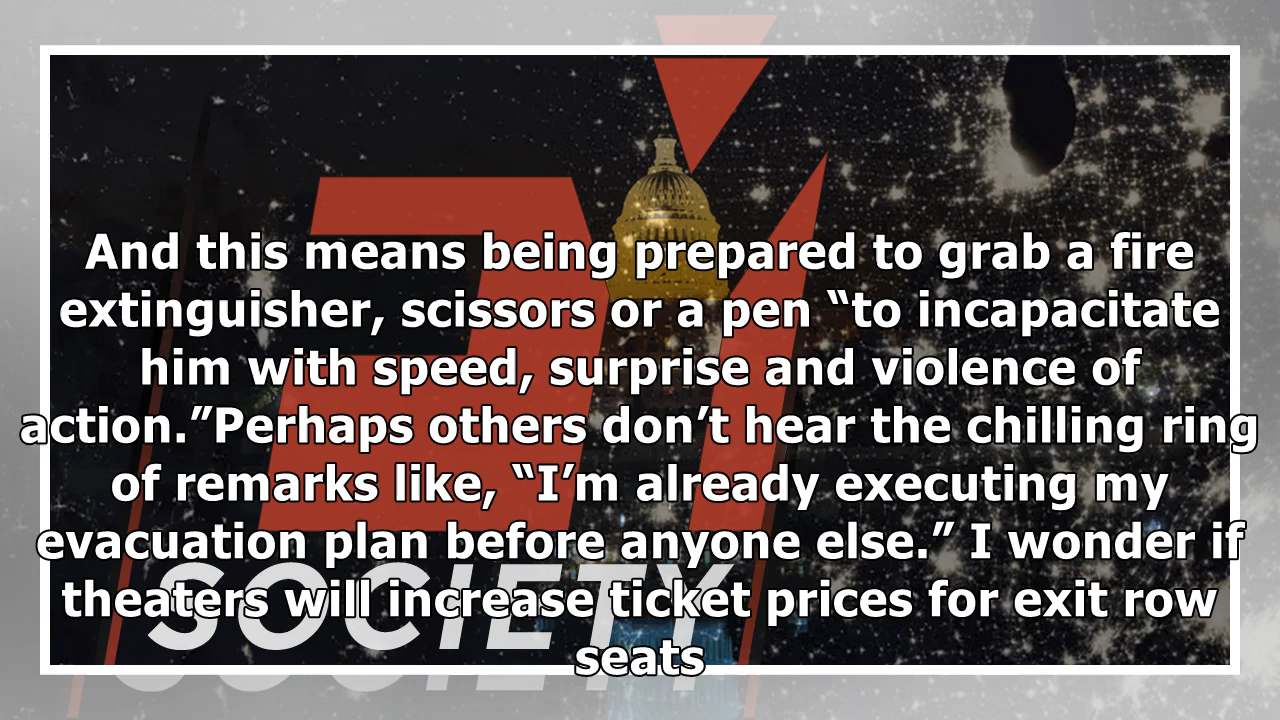 And this means being prepared to grab a fire
extinguisher, scissors or a pen “to incapacitate
him with speed, surprise and violence of
action.”Perhaps others don’t hear the chilling ring
of remarks like, “I’m already executing my
evacuation plan before anyone else.” I wonder if
theaters will increase ticket prices for exit row
seats
SOCIETY